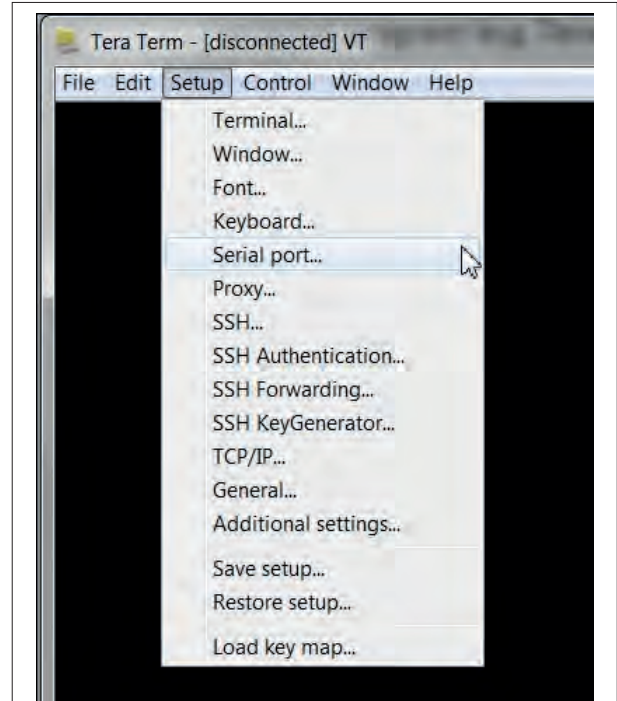 Tera Term - [disconnected] VT
File Edit Setup Control Window Help
Terminal...
Window...
Font...
Keyboard...
Serial port...
Proxy...
SSH...
SSH Authentication...
SSH Forwarding...
SSH KeyGenerator...
TCP/IP...
General...
Additional settings...
Save setup...
Restore setup...
Load key map...